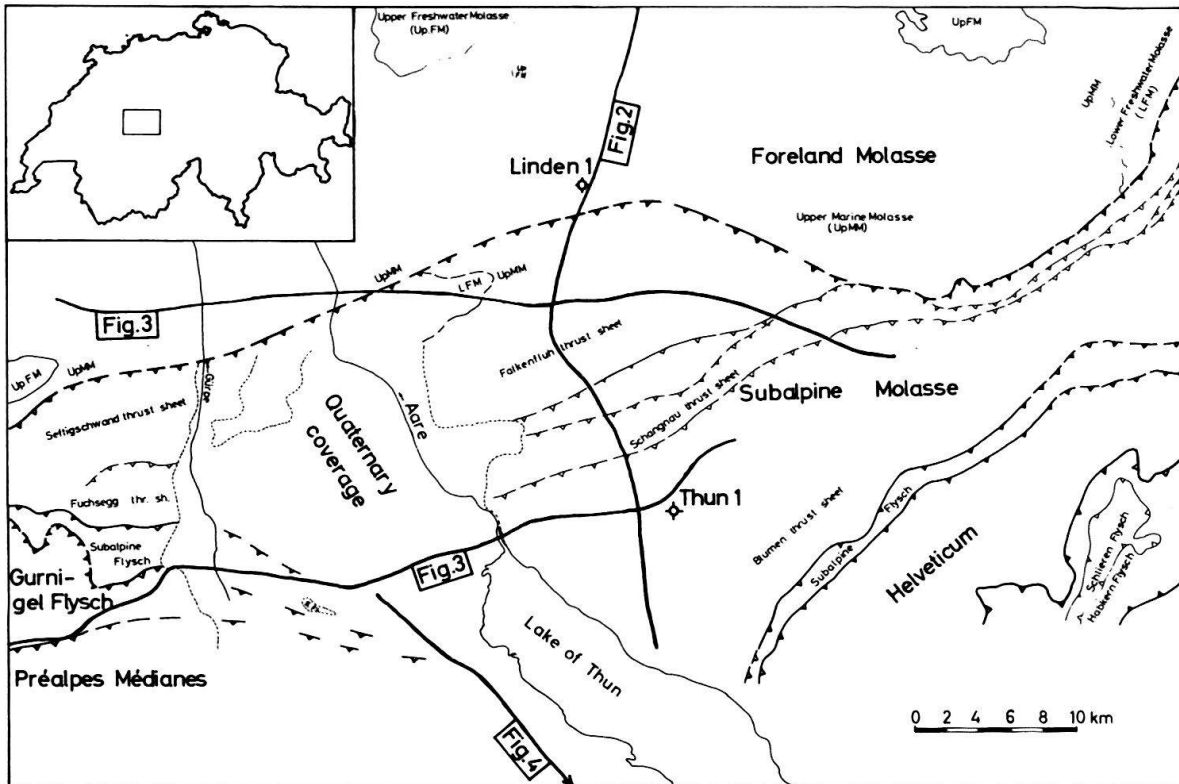 Upper Freshwater Molasse
(Up.FM)
Up
FM
UpFM
UpMM
Lower Freshwater Molasse
(LFM)
Fig.2
Linden 1
Foreland Molasse
Upper Marine Molasse
(UpMM)
UpMM
LFM
UpMM
Fig.3
UpFM
UpMM
Gürbe
Falkenfluh thrust sheet
Seftigschwand thrust sheet
Aare
Quaternary
coverage
Schangnau thrust sheet
Subalpine Molasse
Fuchsegg thr. sh.
Thun 1
Subalpine
Flysch
Blumen thrust sheet
Subalpine Flysch
Helveticum
Schlieren Flysch
Habkern Flysch
Gurni-
gel Flysch
Fig.3
Lake of Thun
Préalpes Médianes
Fig.4
0 2 4 6 8 10 km